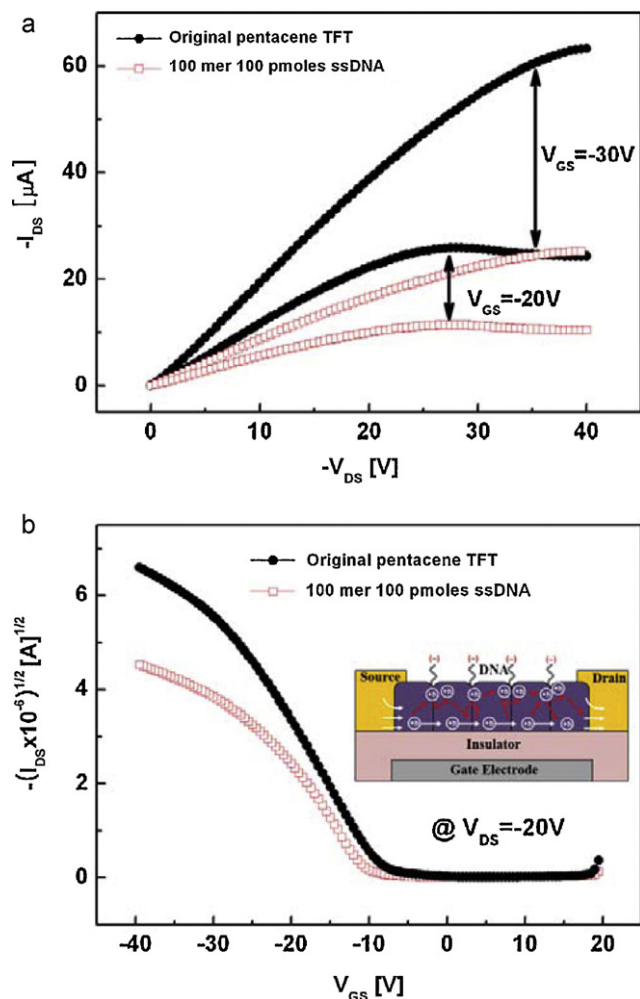 a
Original pentacene TFT
100 mer 100 pmoles ssDNA
60
40
20
0
-I_DS [μA]
V_GS=-30V
V_GS=-20V
0 10 20 30 40
-V_DS [V]
b
Original pentacene TFT
100 mer 100 pmoles ssDNA
6
4
2
0
-(I_DS x10^-6)^1/2 [A]^1/2
(-) (-) (-) (-)
Source DNA Drain
Insulator
Gate Electrode
@ V_DS=-20V
-40 -30 -20 -10 0 10 20
V_GS [V]